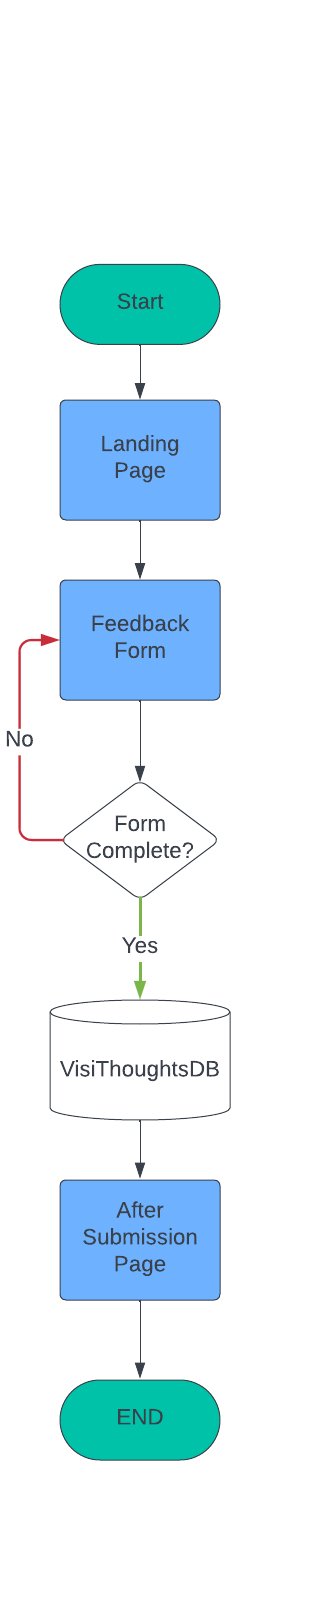 Start
Landing
Page
Feedback
Form
No
Form
Complete?
Yes
VisiThoughtsDB
After
Submission
Page
END